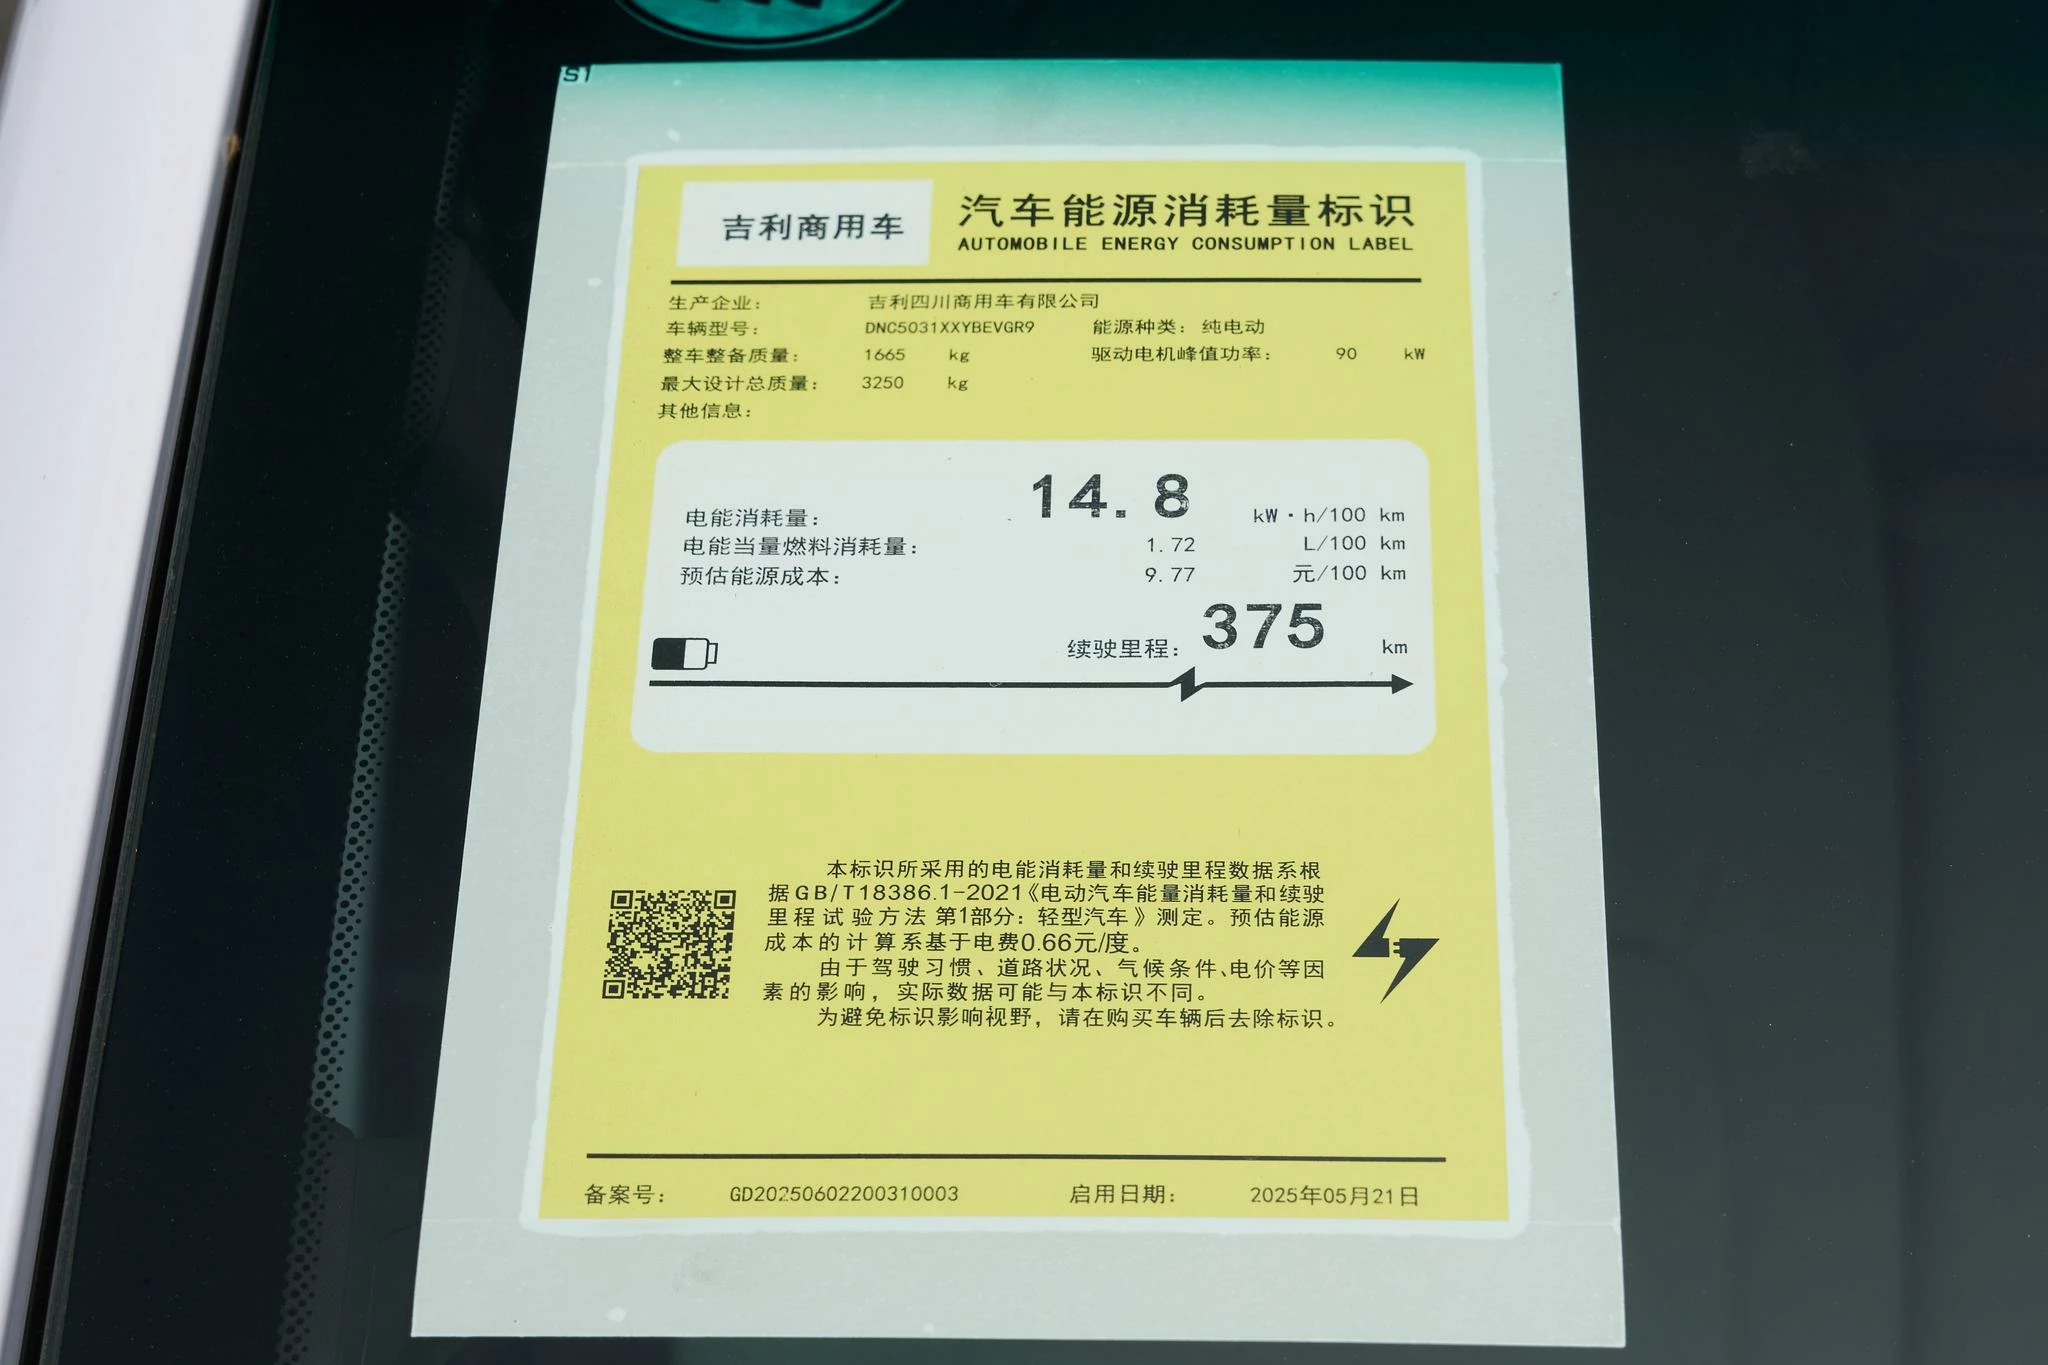 S1
吉利商用车
汽车能源消耗量标识
AUTOMOBILE ENERGY CONSUMPTION LABEL
生产企业： 吉利四川商用车有限公司
车辆型号： DNC5031XXYBEVGR9 能源种类： 纯电动
整车整备质量： 1665 kg 驱动电机峰值功率： 90 kW
最大设计总质量： 3250 kg
其他信息：
电能消耗量： 14.8 kW·h/100 km
电能当量燃料消耗量： 1.72 L/100 km
预估能源成本： 9.77 元/100 km
续驶里程： 375 km
本标识所采用的电能消耗量和续驶里程数据系根
据GB/T18386.1-2021《电动汽车能量消耗量和续驶
里程试验方法 第1部分：轻型汽车》测定。预估能源
成本的计算系基于电费0.66元/度。
由于驾驶习惯、道路状况、气候条件、电价等因
素的影响，实际数据可能与本标识不同。
为避免标识影响视野，请在购买车辆后去除标识。
备案号： GD20250602200310003 启用日期： 2025年05月21日